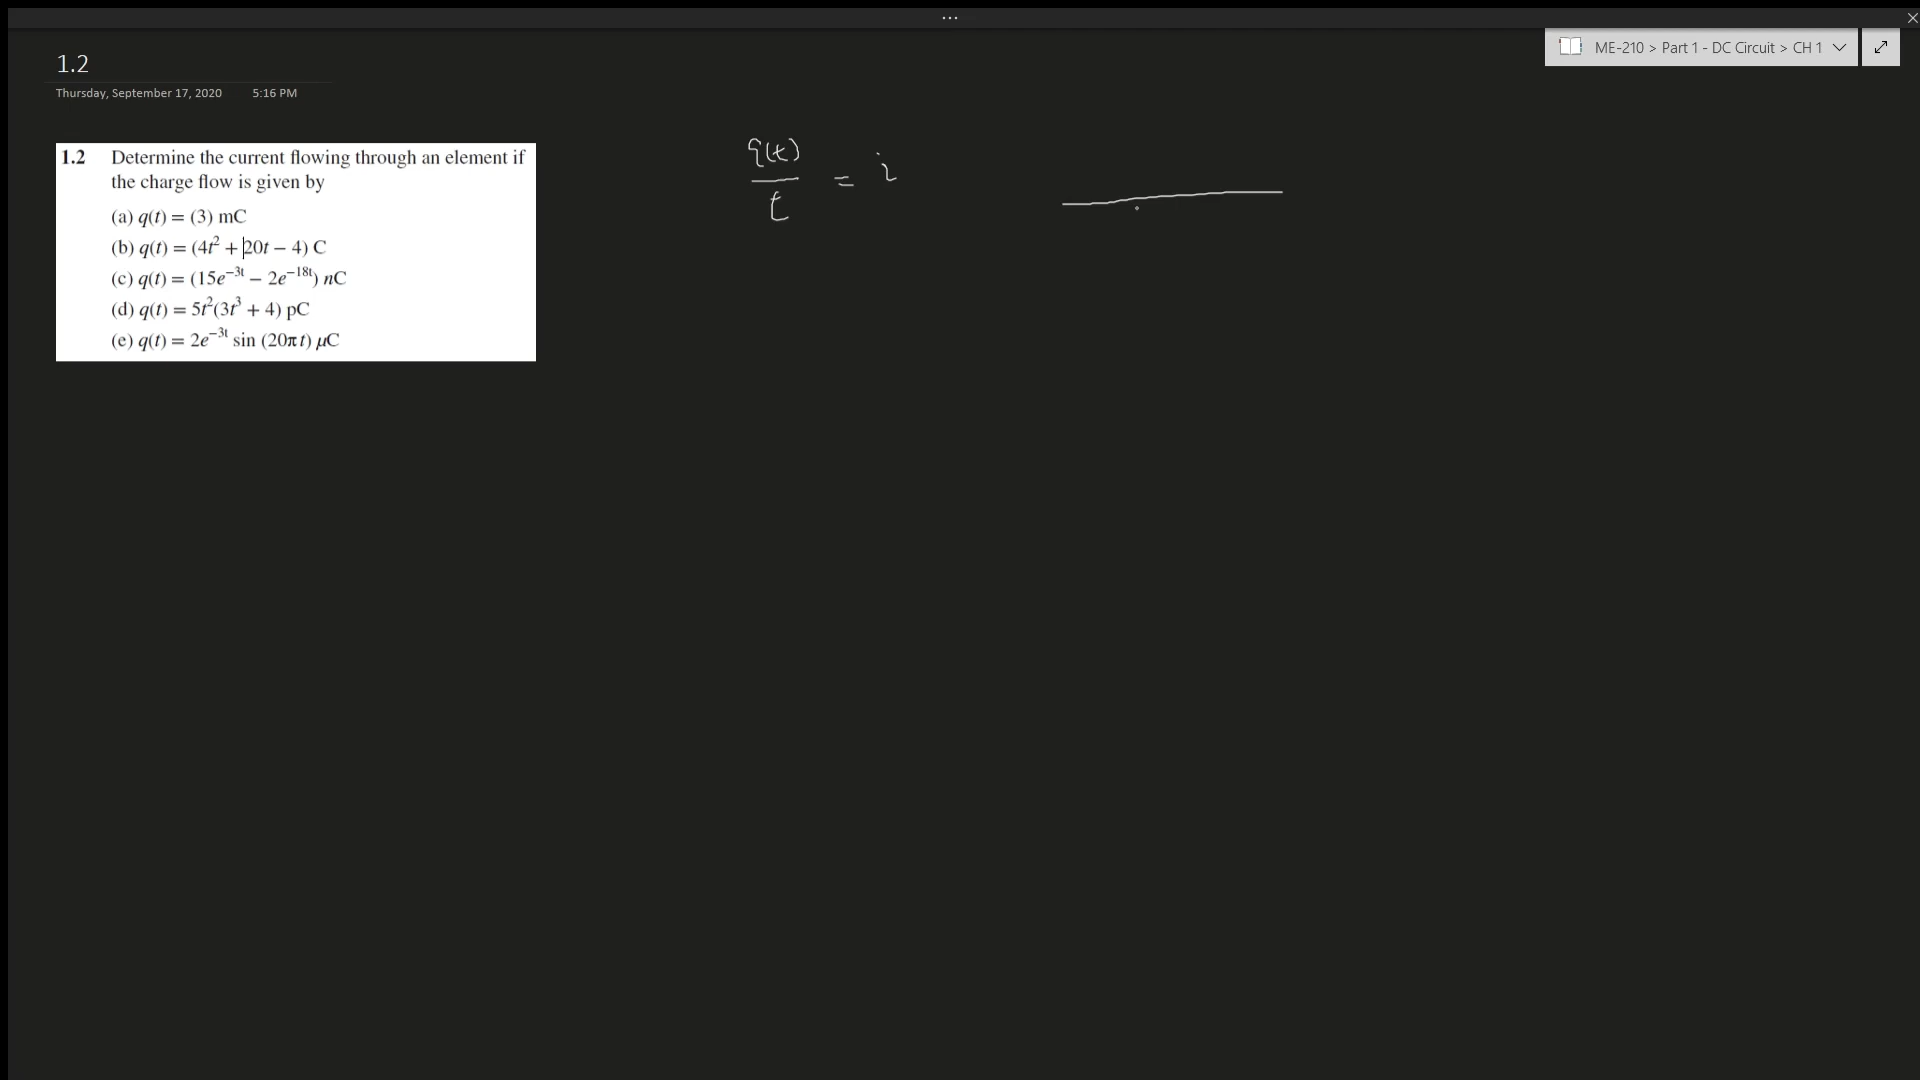 ...
ME-210 > Part 1 - DC Circuit > CH 1
1.2
Thursday, September 17, 2020 5:16 PM
1.2 Determine the current flowing through an element if
the charge flow is given by
(a) q(t) = (3) mC
(b) q(t) = (4t² + 20t − 4) C
(c) q(t) = (15e⁻³ᵗ − 2e⁻¹⁸ᵗ) nC
(d) q(t) = 5t²(3t³ + 4) pC
(e) q(t) = 2e⁻³ᵗ sin (20πt) μC
q(t)
t
= i